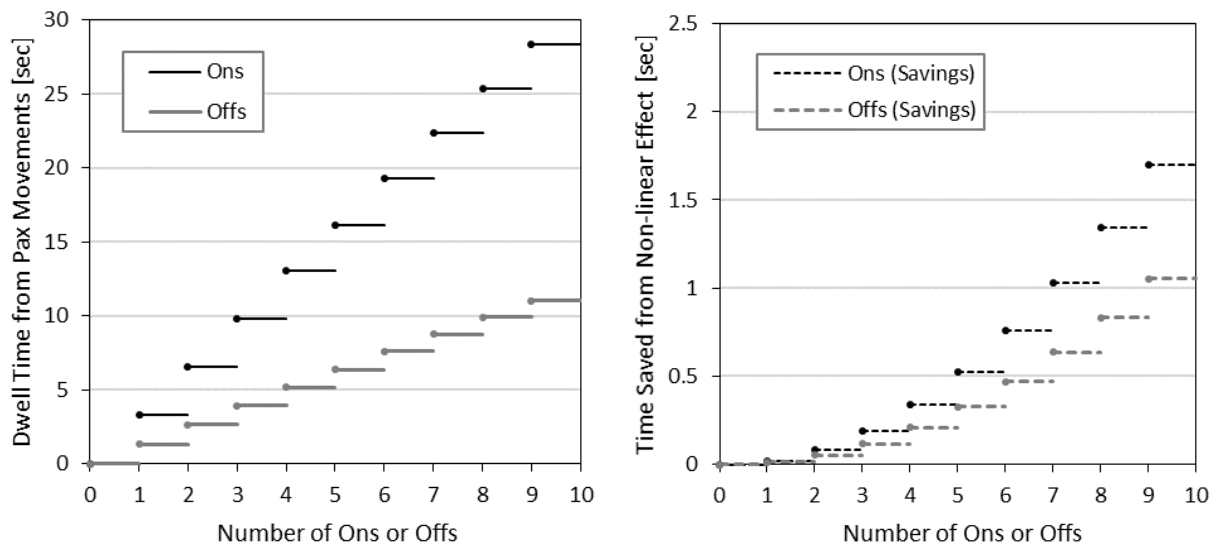 Dwell Time from Pax Movements [sec]
30
25
20
15
10
5
0
Ons
Offs
0 1 2 3 4 5 6 7 8 9 10
Number of Ons or Offs
Time Saved from Non-linear Effect [sec]
2.5
2
1.5
1
0.5
0
Ons (Savings)
Offs (Savings)
0 1 2 3 4 5 6 7 8 9 10
Number of Ons or Offs